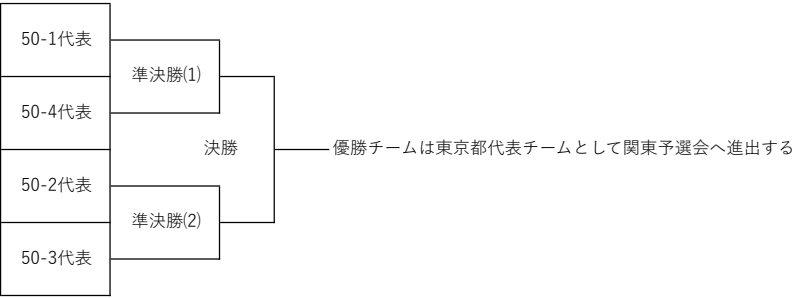 50-1代表
準決勝(1)
50-4代表
決勝
優勝チームは東京都代表チームとして関東予選会へ進出する
50-2代表
準決勝(2)
50-3代表